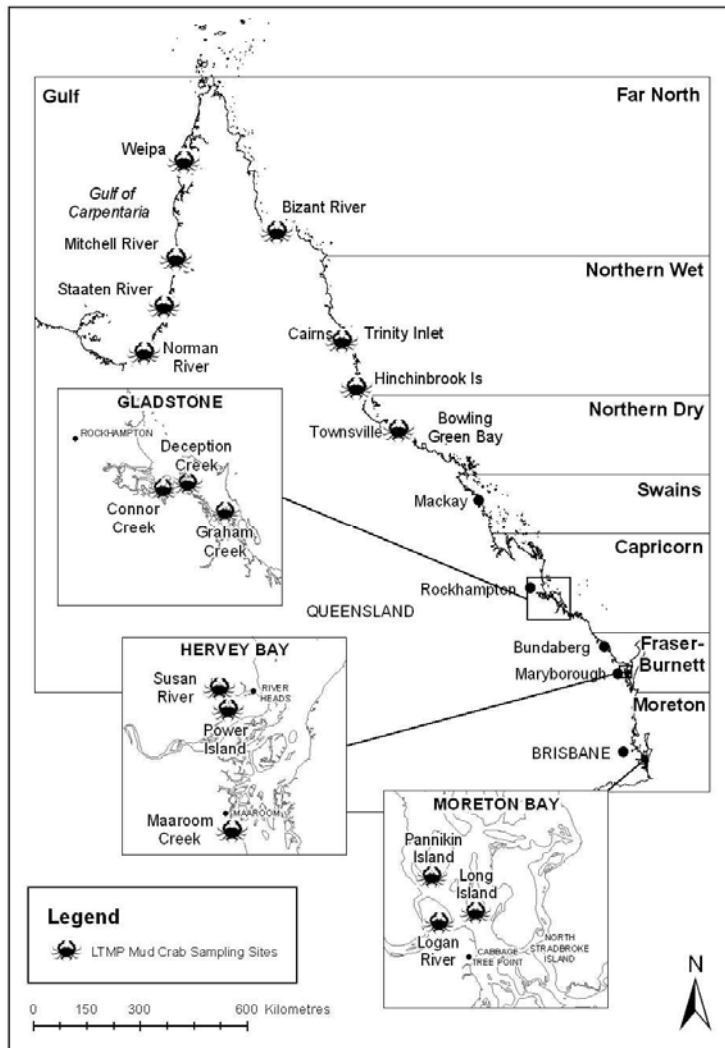 Gulf
Far North
Weipa
Gulf of
Carpentaria
Bizant River
Mitchell River
Northern Wet
Staaten River
Cairns
Trinity Inlet
Norman
River
Hinchinbrook Is
Northern Dry
Townsville
Bowling
Green Bay
Swains
Mackay
Capricorn
Rockhampton
QUEENSLAND
Fraser-
Burnett
Bundaberg
Maryborough
Moreton
BRISBANE
GLADSTONE
ROCKHAMPTON
Deception
Creek
Connor
Creek
Graham
Creek
HERVEY BAY
Susan
River
RIVER
HEADS
Power
Island
MAAROOM
Maaroom
Creek
MORETON BAY
Pannikin
Island
Long
Island
Logan
River
CABBAGE
TREE POINT
NORTH
STRADBROKE
ISLAND
Legend
LTMP Mud Crab Sampling Sites
0 150 300 600 Kilometres
N